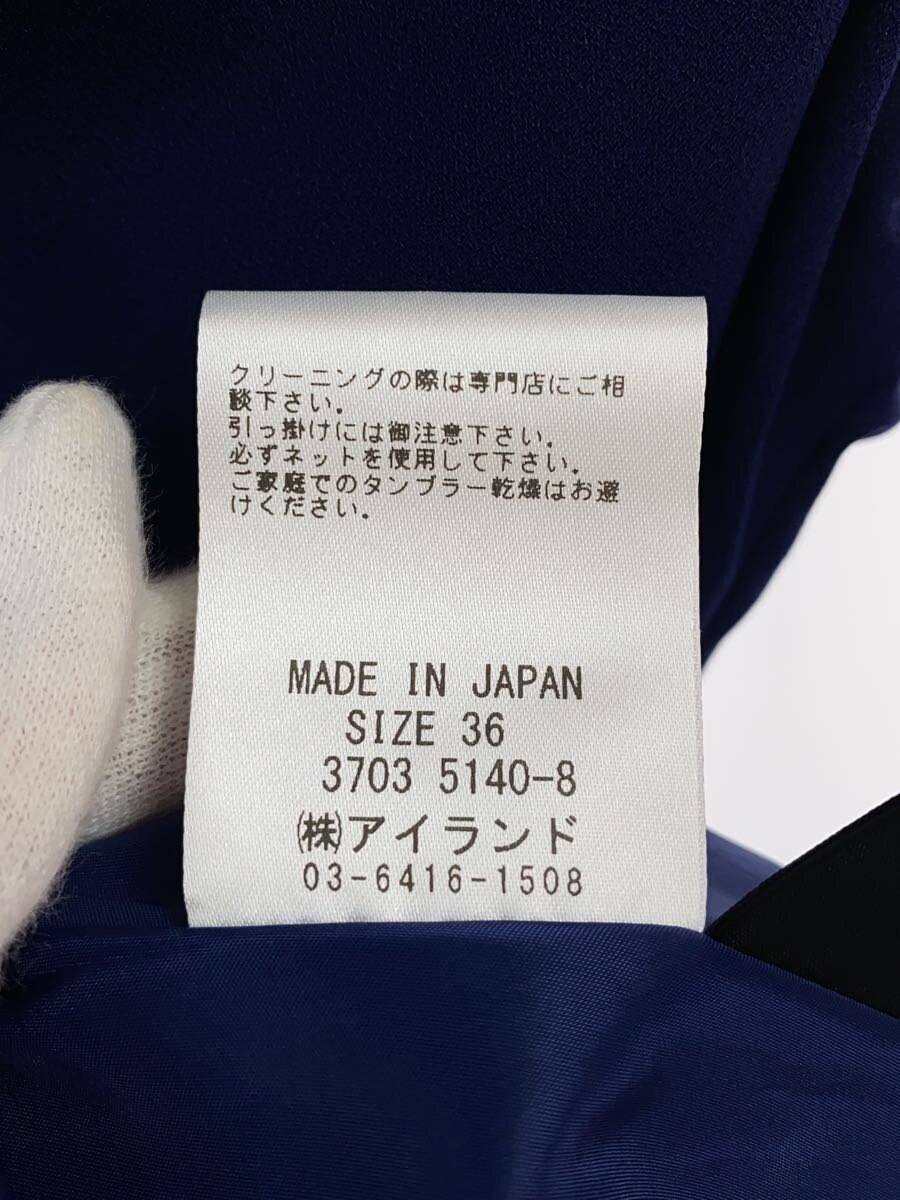 クリーニングの際は専門店にご相
談下さい。
引っ掛けには御注意下さい。
必ずネットを使用して下さい。
ご家庭でのタンブラー乾燥はお避
けください。
MADE IN JAPAN
SIZE 36
3703 5140-8
㈱アイランド
03-6416-1508